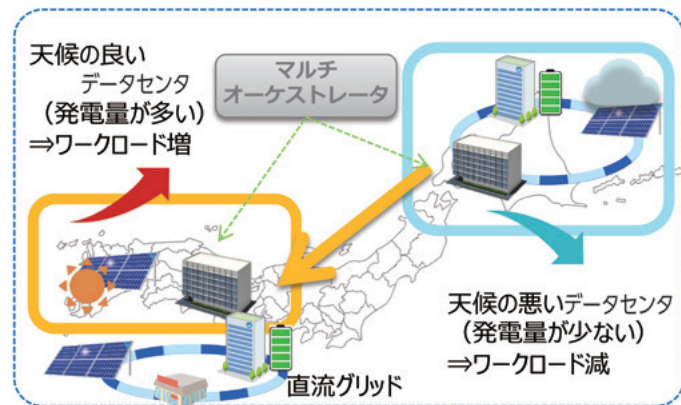 天候の良い
データセンタ
（発電量が多い）
⇒ワークロード増
マルチ
オーケストレータ
天候の悪いデータセンタ
（発電量が少ない）
⇒ワークロード減
直流グリッド